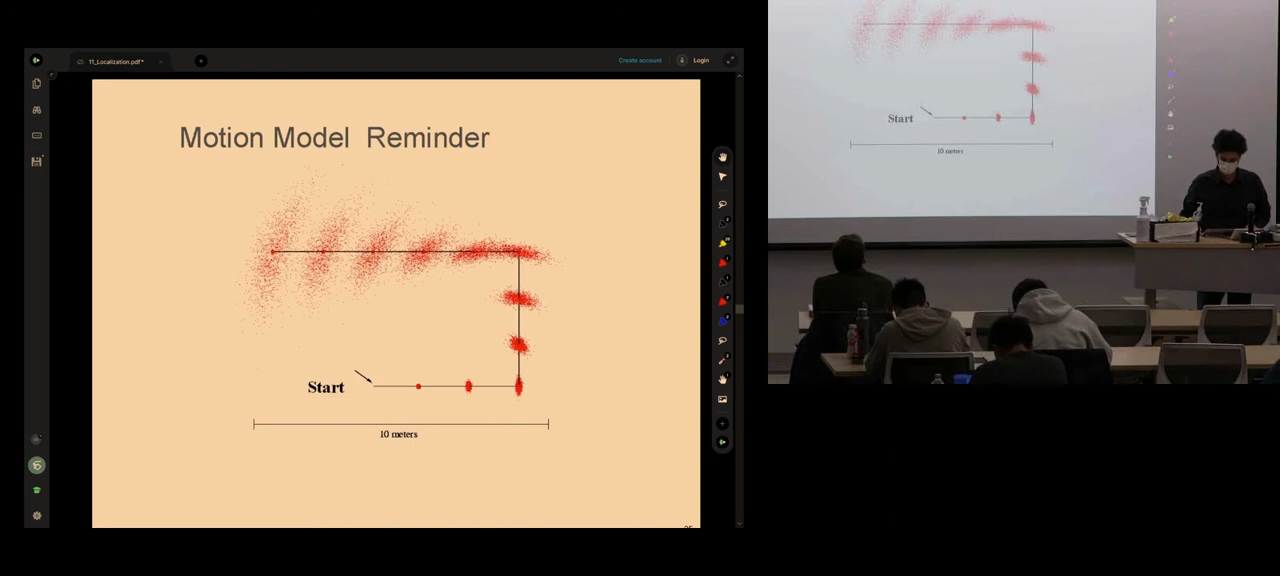 11_Localization.pdf*
Create account
Login
Motion Model Reminder
Start
10 meters
Start
10 meters